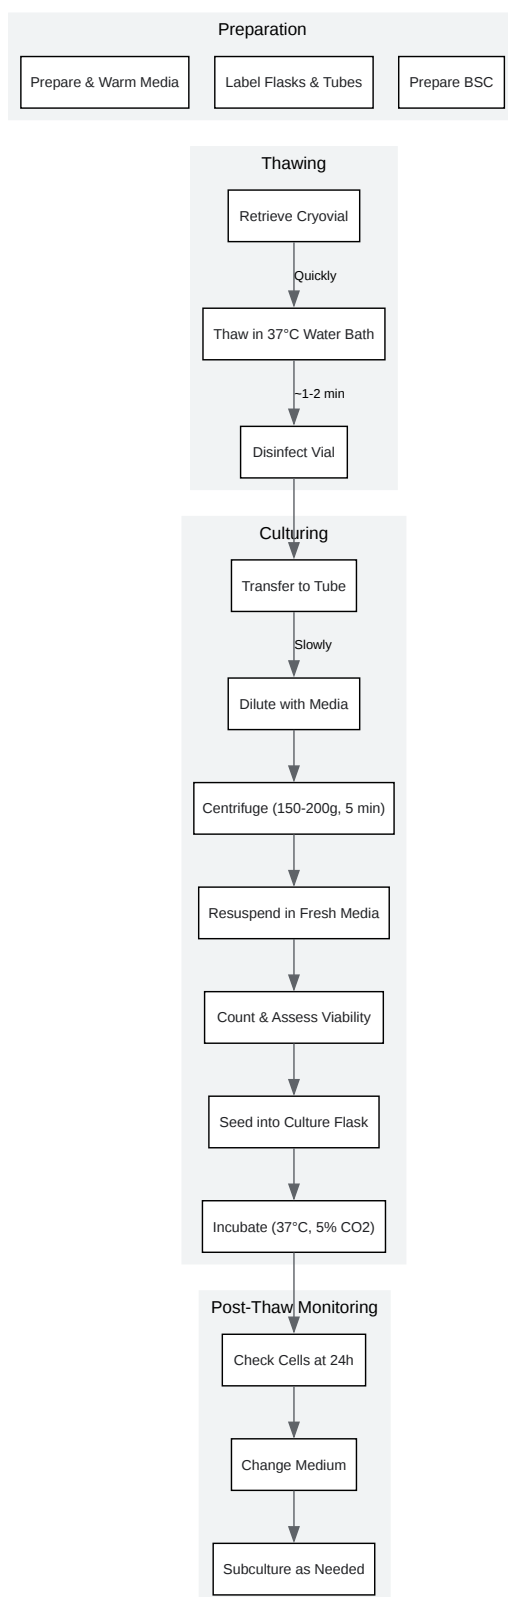 Preparation
Prepare & Warm Media
Label Flasks & Tubes
Prepare BSC
Thawing
Retrieve Cryovial
Quickly
Thaw in 37°C Water Bath
~1-2 min
Disinfect Vial
Culturing
Transfer to Tube
Slowly
Dilute with Media
Centrifuge (150-200g, 5 min)
Resuspend in Fresh Media
Count & Assess Viability
Seed into Culture Flask
Incubate (37°C, 5% CO2)
Post-Thaw Monitoring
Check Cells at 24h
Change Medium
Subculture as Needed